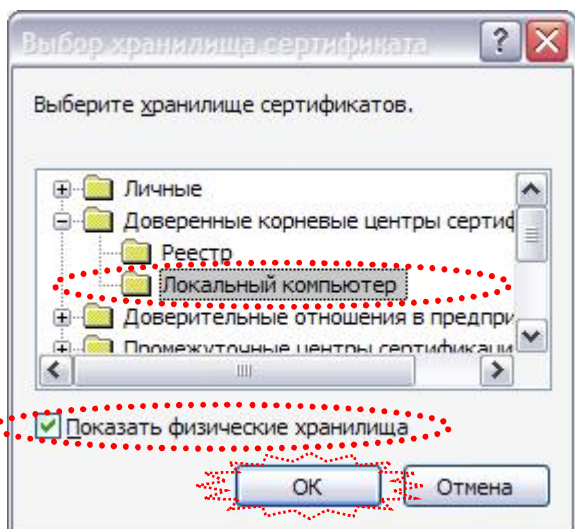 Выбор хранилища сертификата
Выберите хранилище сертификатов.
Личные
Доверенные корневые центры сертиф
Реестр
Локальный компьютер
Доверительные отношения в предпри
Промежуточные центры сертификаци
Показать физические хранилища
ОК
Отмена